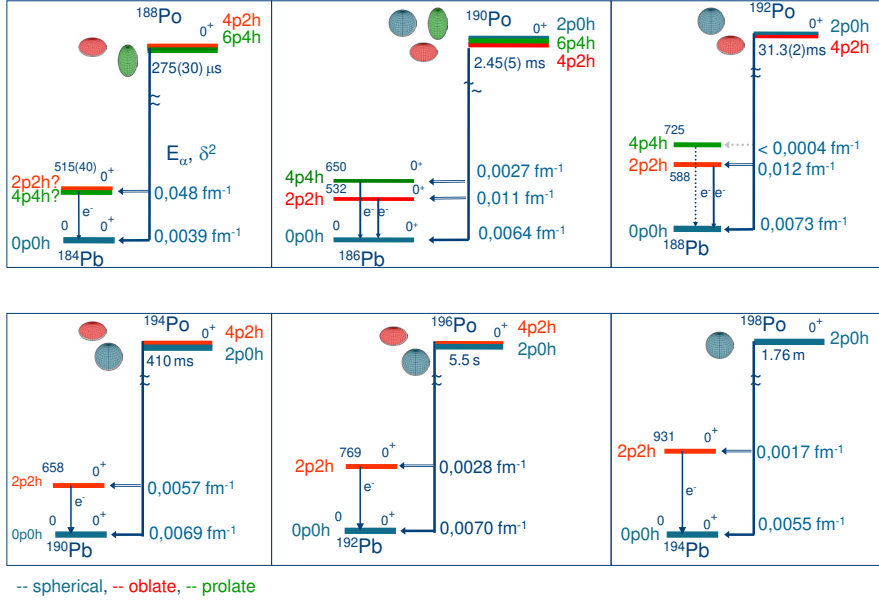 188Po
0+ 4p2h
6p4h
275(30) μs
≈
515(40) 0+
Eα, δ2
2p2h?
4p4h?
0,048 fm-1
e-
0 0+
0p0h
0,0039 fm-1
184Pb
190Po
0+ 2p0h
6p4h
4p2h
2.45(5) ms
~ ~
4p4h 650 0+
0,0027 fm-1
2p2h 532 0+
0,011 fm-1
e- e-
0 0+
0p0h
0,0064 fm-1
186Pb
192Po
0+ 2p0h
4p2h
31.3(2)ms
≈
725
4p4h
< 0,0004 fm-1
2p2h
0,012 fm-1
588
e- e-
0 0+
0p0h
0,0073 fm-1
188Pb
194Po
0+ 4p2h
2p0h
410 ms
≈
658 0+
2p2h
0,0057 fm-1
e-
0 0+
0p0h
0,0069 fm-1
190Pb
196Po
0+ 4p2h
2p0h
5.5 s
≈
769 0+
2p2h
0,0028 fm-1
e-
0 0+
0p0h
0,0070 fm-1
192Pb
198Po
0+ 2p0h
1.76 m
≈
931 0+
2p2h
0,0017 fm-1
e-
0 0+
0p0h
0,0055 fm-1
194Pb
-- spherical, -- oblate, -- prolate